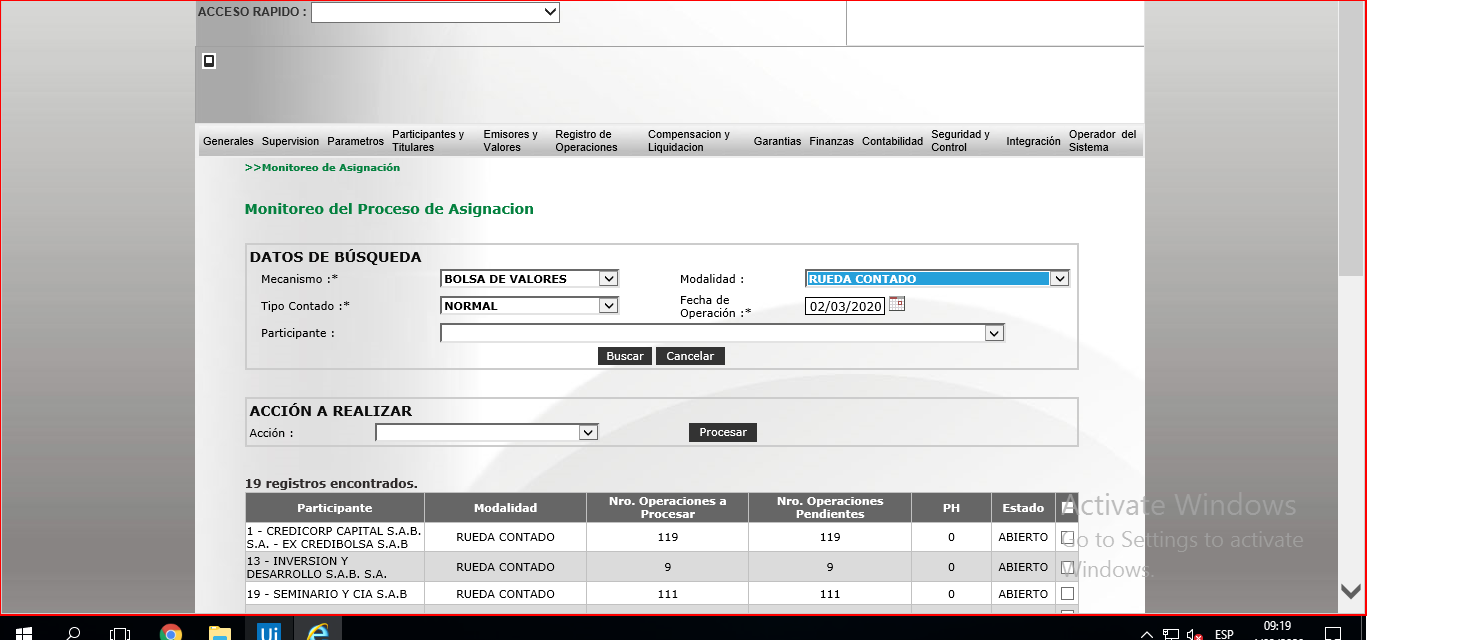 ACCESO RAPIDO :
Generales Supervision Parametros Participantes y Titulares Emisores y Valores Registro de Operaciones Compensacion y Liquidacion Garantias Finanzas Contabilidad Seguridad y Control Integración Operador del Sistema
>>Monitoreo de Asignación
Monitoreo del Proceso de Asignacion
DATOS DE BÚSQUEDA
Mecanismo :* BOLSA DE VALORES Modalidad : RUEDA CONTADO
Tipo Contado :* NORMAL Fecha de Operación :* 02/03/2020
Participante :
Buscar Cancelar
ACCIÓN A REALIZAR
Acción : Procesar
19 registros encontrados.
Participante Modalidad Nro. Operaciones a Procesar Nro. Operaciones Pendientes PH Estado
1 - CREDICORP CAPITAL S.A.B. S.A. - EX CREDIBOLSA S.A.B RUEDA CONTADO 119 119 0 ABIERTO
13 - INVERSION Y DESARROLLO S.A.B. S.A. RUEDA CONTADO 9 9 0 ABIERTO
19 - SEMINARIO Y CIA S.A.B RUEDA CONTADO 111 111 0 ABIERTO
Activate Windows
Go to Settings to activate
Windows.
Ui
ESP
09:19